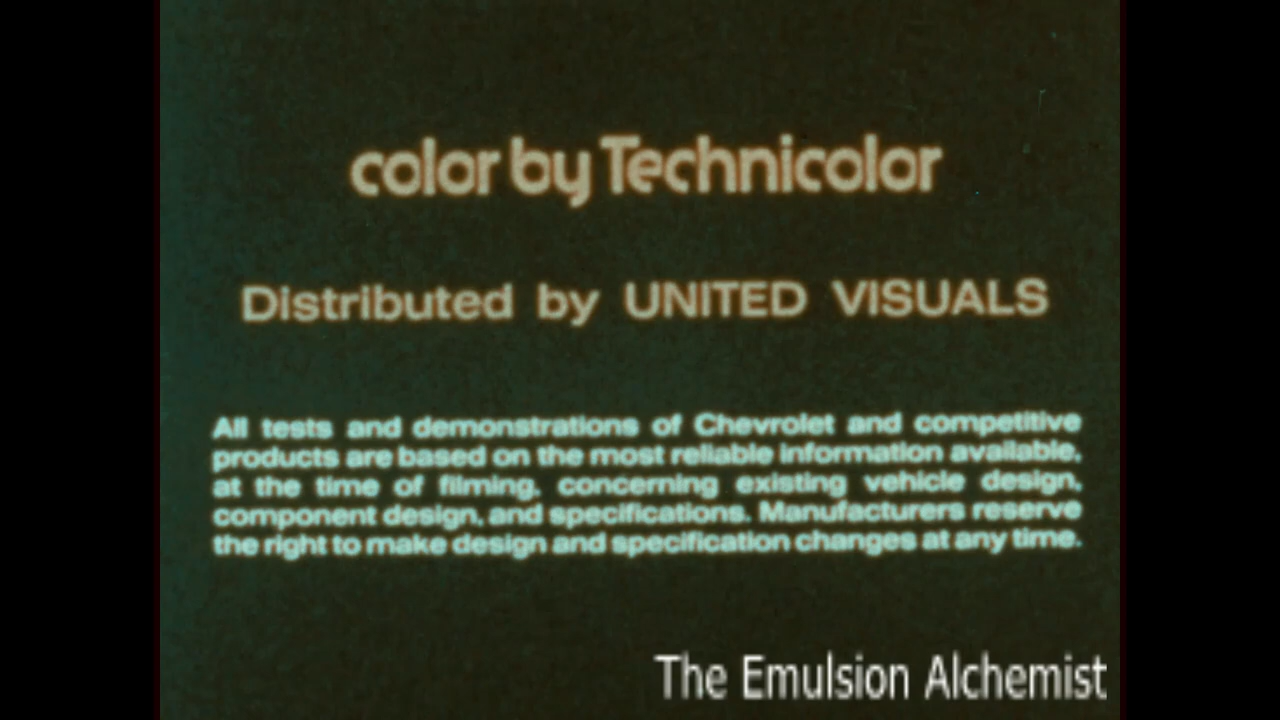 color by Technicolor
Distributed by UNITED VISUALS
All tests and demonstrations of Chevrolet and competitive
products are based on the most reliable information available,
at the time of filming, concerning existing vehicle design,
component design, and specifications. Manufacturers reserve
the right to make design and specification changes at any time.
The Emulsion Alchemist